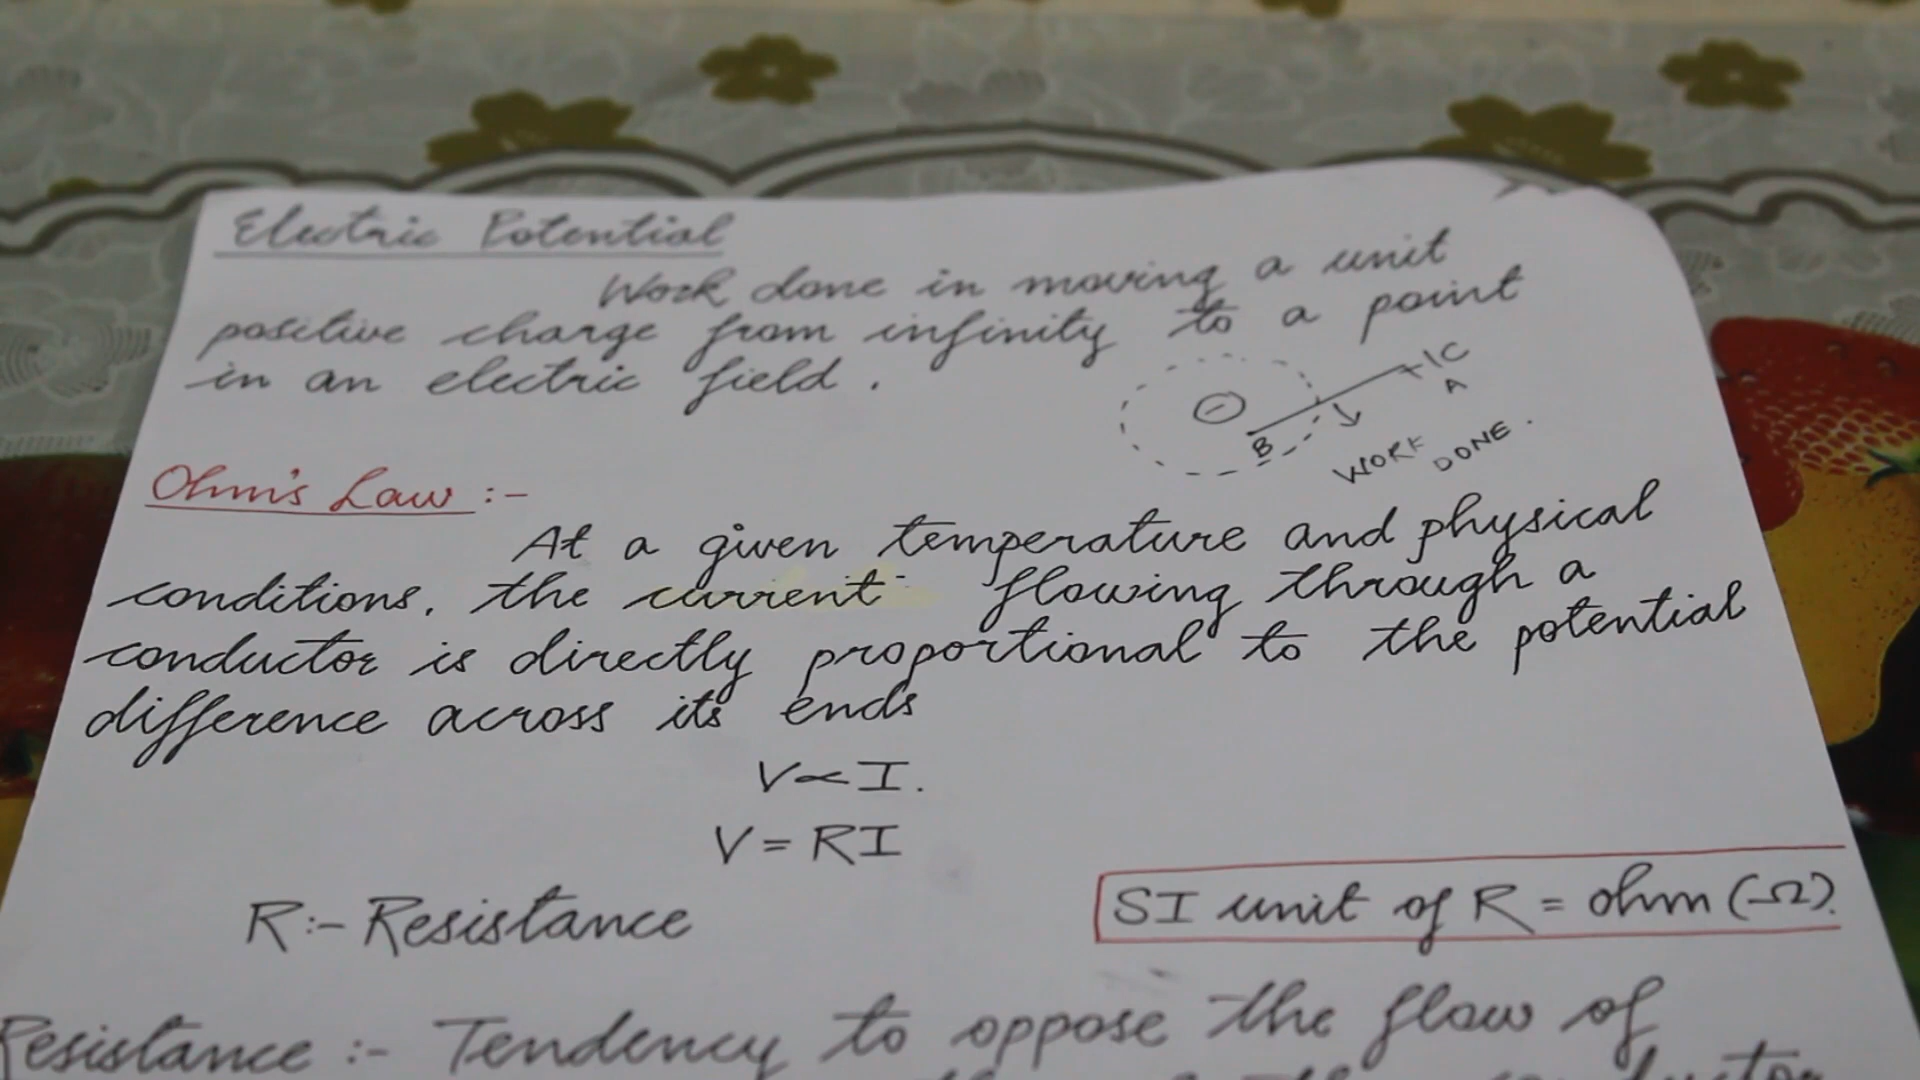 Electric Potential
Work done in moving a unit
positive charge from infinity to a point
in an electric field.
1C
A
B
WORK DONE.
Ohm's Law :-
At a given temperature and physical
conditions, the current flowing through a
conductor is directly proportional to the potential
difference across its ends
V ∝ I.
V = RI
R:- Resistance
SI unit of R = ohm (Ω).
Resistance :- Tendency to oppose the flow of